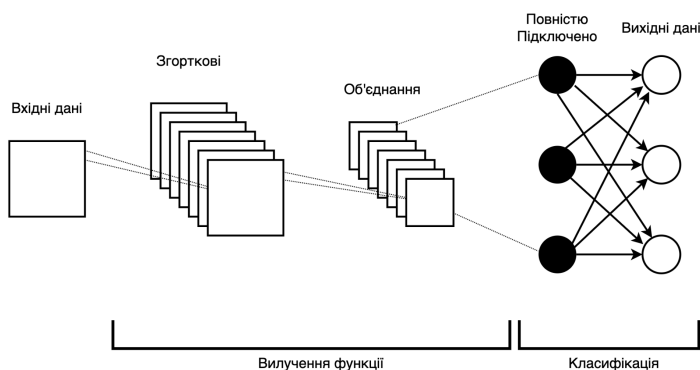 Вхідні дані
Згорткові
Об'єднання
Повністю
Підключено
Вихідні дані
Вилучення функції
Класифікація